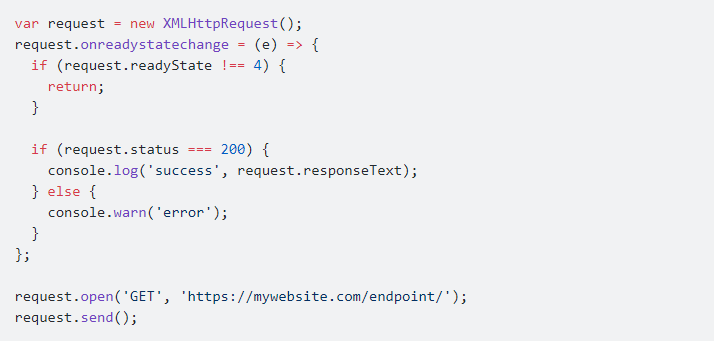 var request = new XMLHttpRequest();
request.onreadystatechange = (e) => {
  if (request.readyState !== 4) {
    return;
  }

  if (request.status === 200) {
    console.log('success', request.responseText);
  } else {
    console.warn('error');
  }
};

request.open('GET', 'https://mywebsite.com/endpoint/');
request.send();